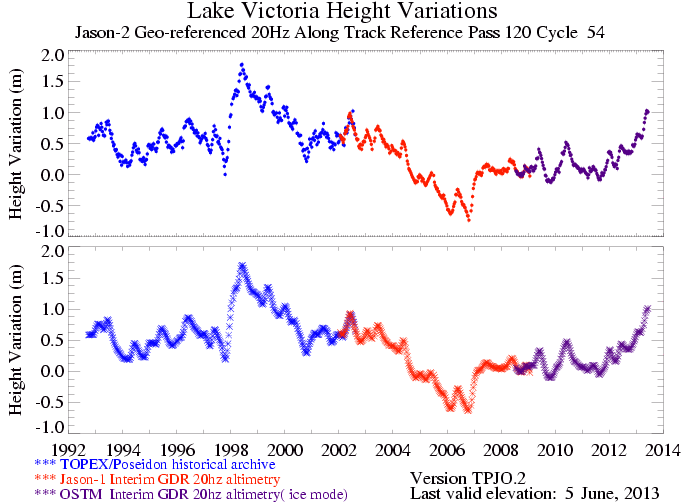 Lake Victoria Height Variations
Jason-2 Geo-referenced 20Hz Along Track Reference Pass 120 Cycle  54
Height Variation (m)
2.0
1.5
1.0
0.5
0.0
-0.5
-1.0
Height Variation (m)
2.0
1.5
1.0
0.5
0.0
-0.5
-1.0
1992 1994 1996 1998 2000 2002 2004 2006 2008 2010 2012 2014
*** TOPEX/Poseidon historical archive
*** Jason-1 Interim GDR 20hz altimetry
*** OSTM  Interim GDR 20hz altimetry( ice mode)
Version TPJO.2
Last valid elevation:  5 June, 2013